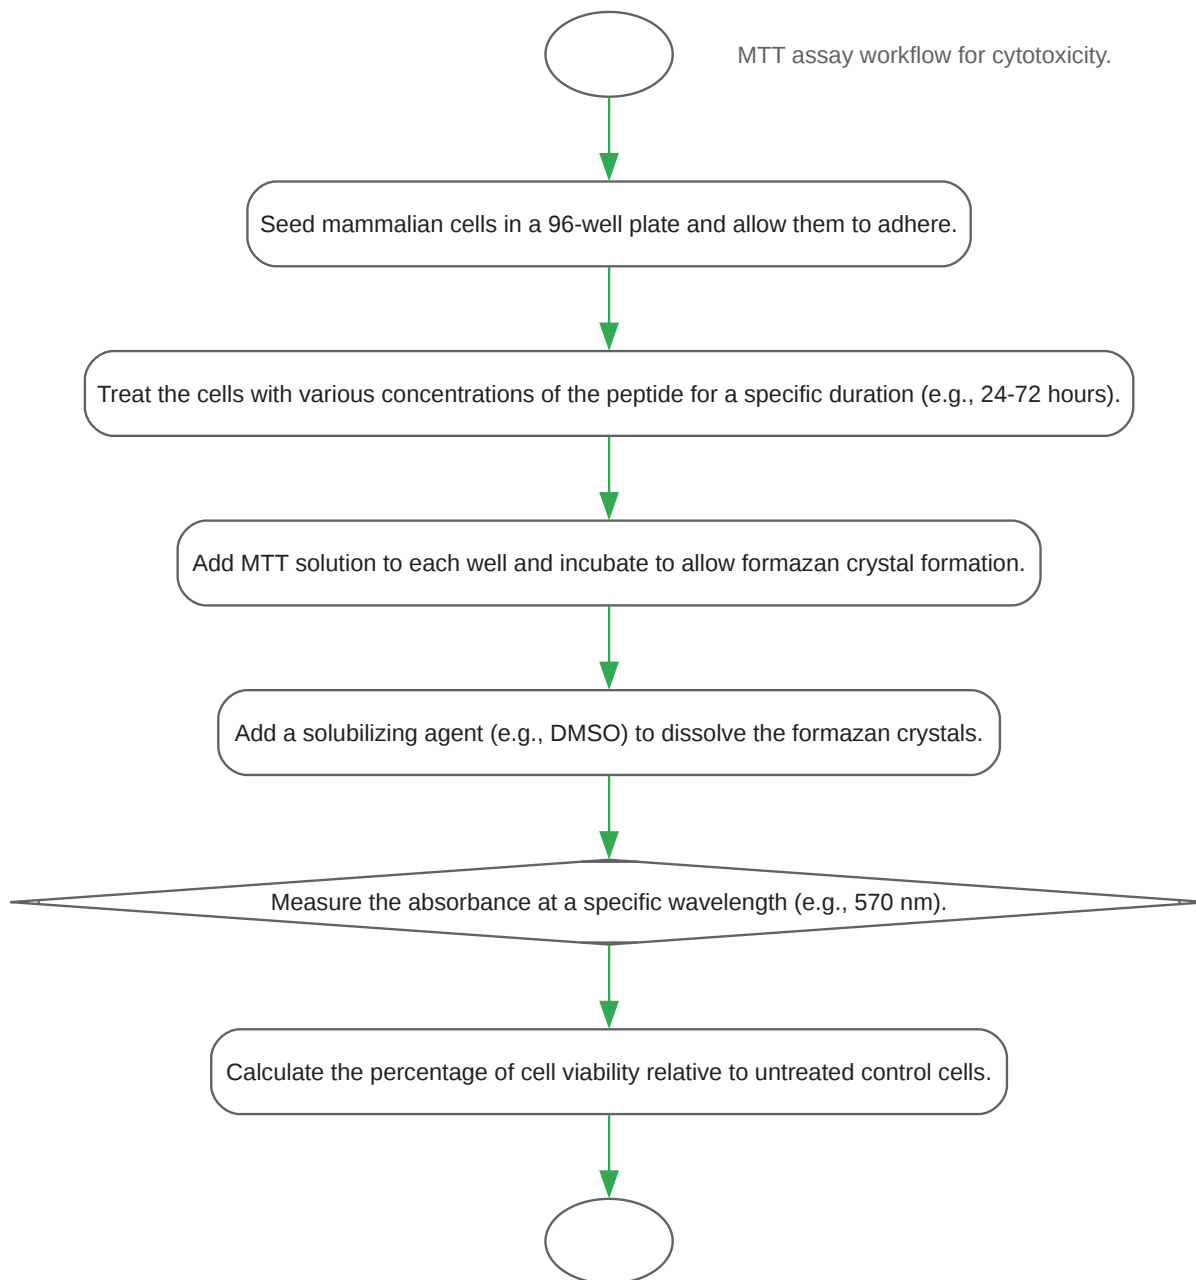 MTT assay workflow for cytotoxicity.
Seed mammalian cells in a 96-well plate and allow them to adhere.
Treat the cells with various concentrations of the peptide for a specific duration (e.g., 24-72 hours).
Add MTT solution to each well and incubate to allow formazan crystal formation.
Add a solubilizing agent (e.g., DMSO) to dissolve the formazan crystals.
Measure the absorbance at a specific wavelength (e.g., 570 nm).
Calculate the percentage of cell viability relative to untreated control cells.